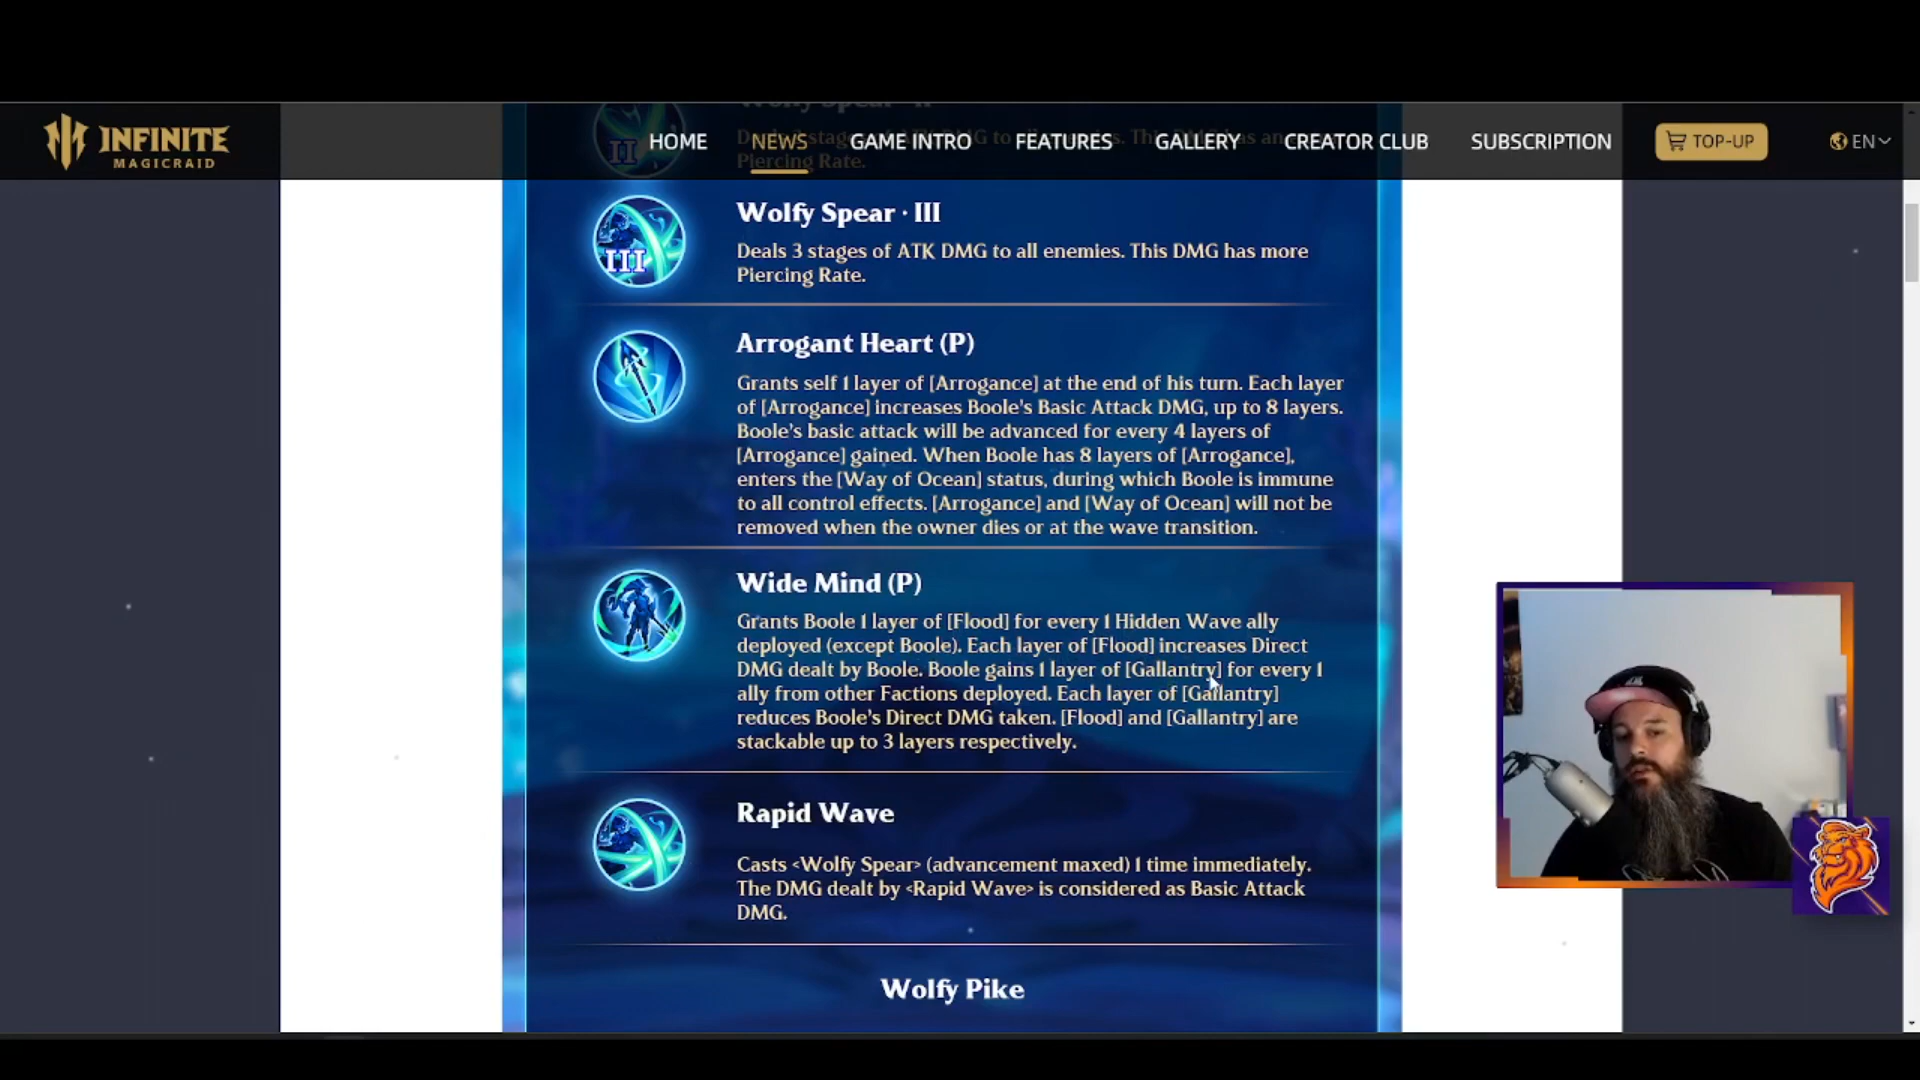 INFINITE
MAGICRAID
HOME
NEWS
GAME INTRO
FEATURES
GALLERY
CREATOR CLUB
SUBSCRIPTION
TOP-UP
EN
Wolfy Spear · II
Piercing Rate.
II
Wolfy Spear · III
Deals 3 stages of ATK DMG to all enemies. This DMG has more
Piercing Rate.
III
Arrogant Heart (P)
Grants self 1 layer of [Arrogance] at the end of his turn. Each layer
of [Arrogance] increases Boole's Basic Attack DMG, up to 8 layers.
Boole's basic attack will be advanced for every 4 layers of
[Arrogance] gained. When Boole has 8 layers of [Arrogance],
enters the [Way of Ocean] status, during which Boole is immune
to all control effects. [Arrogance] and [Way of Ocean] will not be
removed when the owner dies or at the wave transition.
Wide Mind (P)
Grants Boole 1 layer of [Flood] for every 1 Hidden Wave ally
deployed (except Boole). Each layer of [Flood] increases Direct
DMG dealt by Boole. Boole gains 1 layer of [Gallantry] for every 1
ally from other Factions deployed. Each layer of [Gallantry]
reduces Boole's Direct DMG taken. [Flood] and [Gallantry] are
stackable up to 3 layers respectively.
Rapid Wave
Casts <Wolfy Spear> (advancement maxed) 1 time immediately.
The DMG dealt by <Rapid Wave> is considered as Basic Attack
DMG.
Wolfy Pike